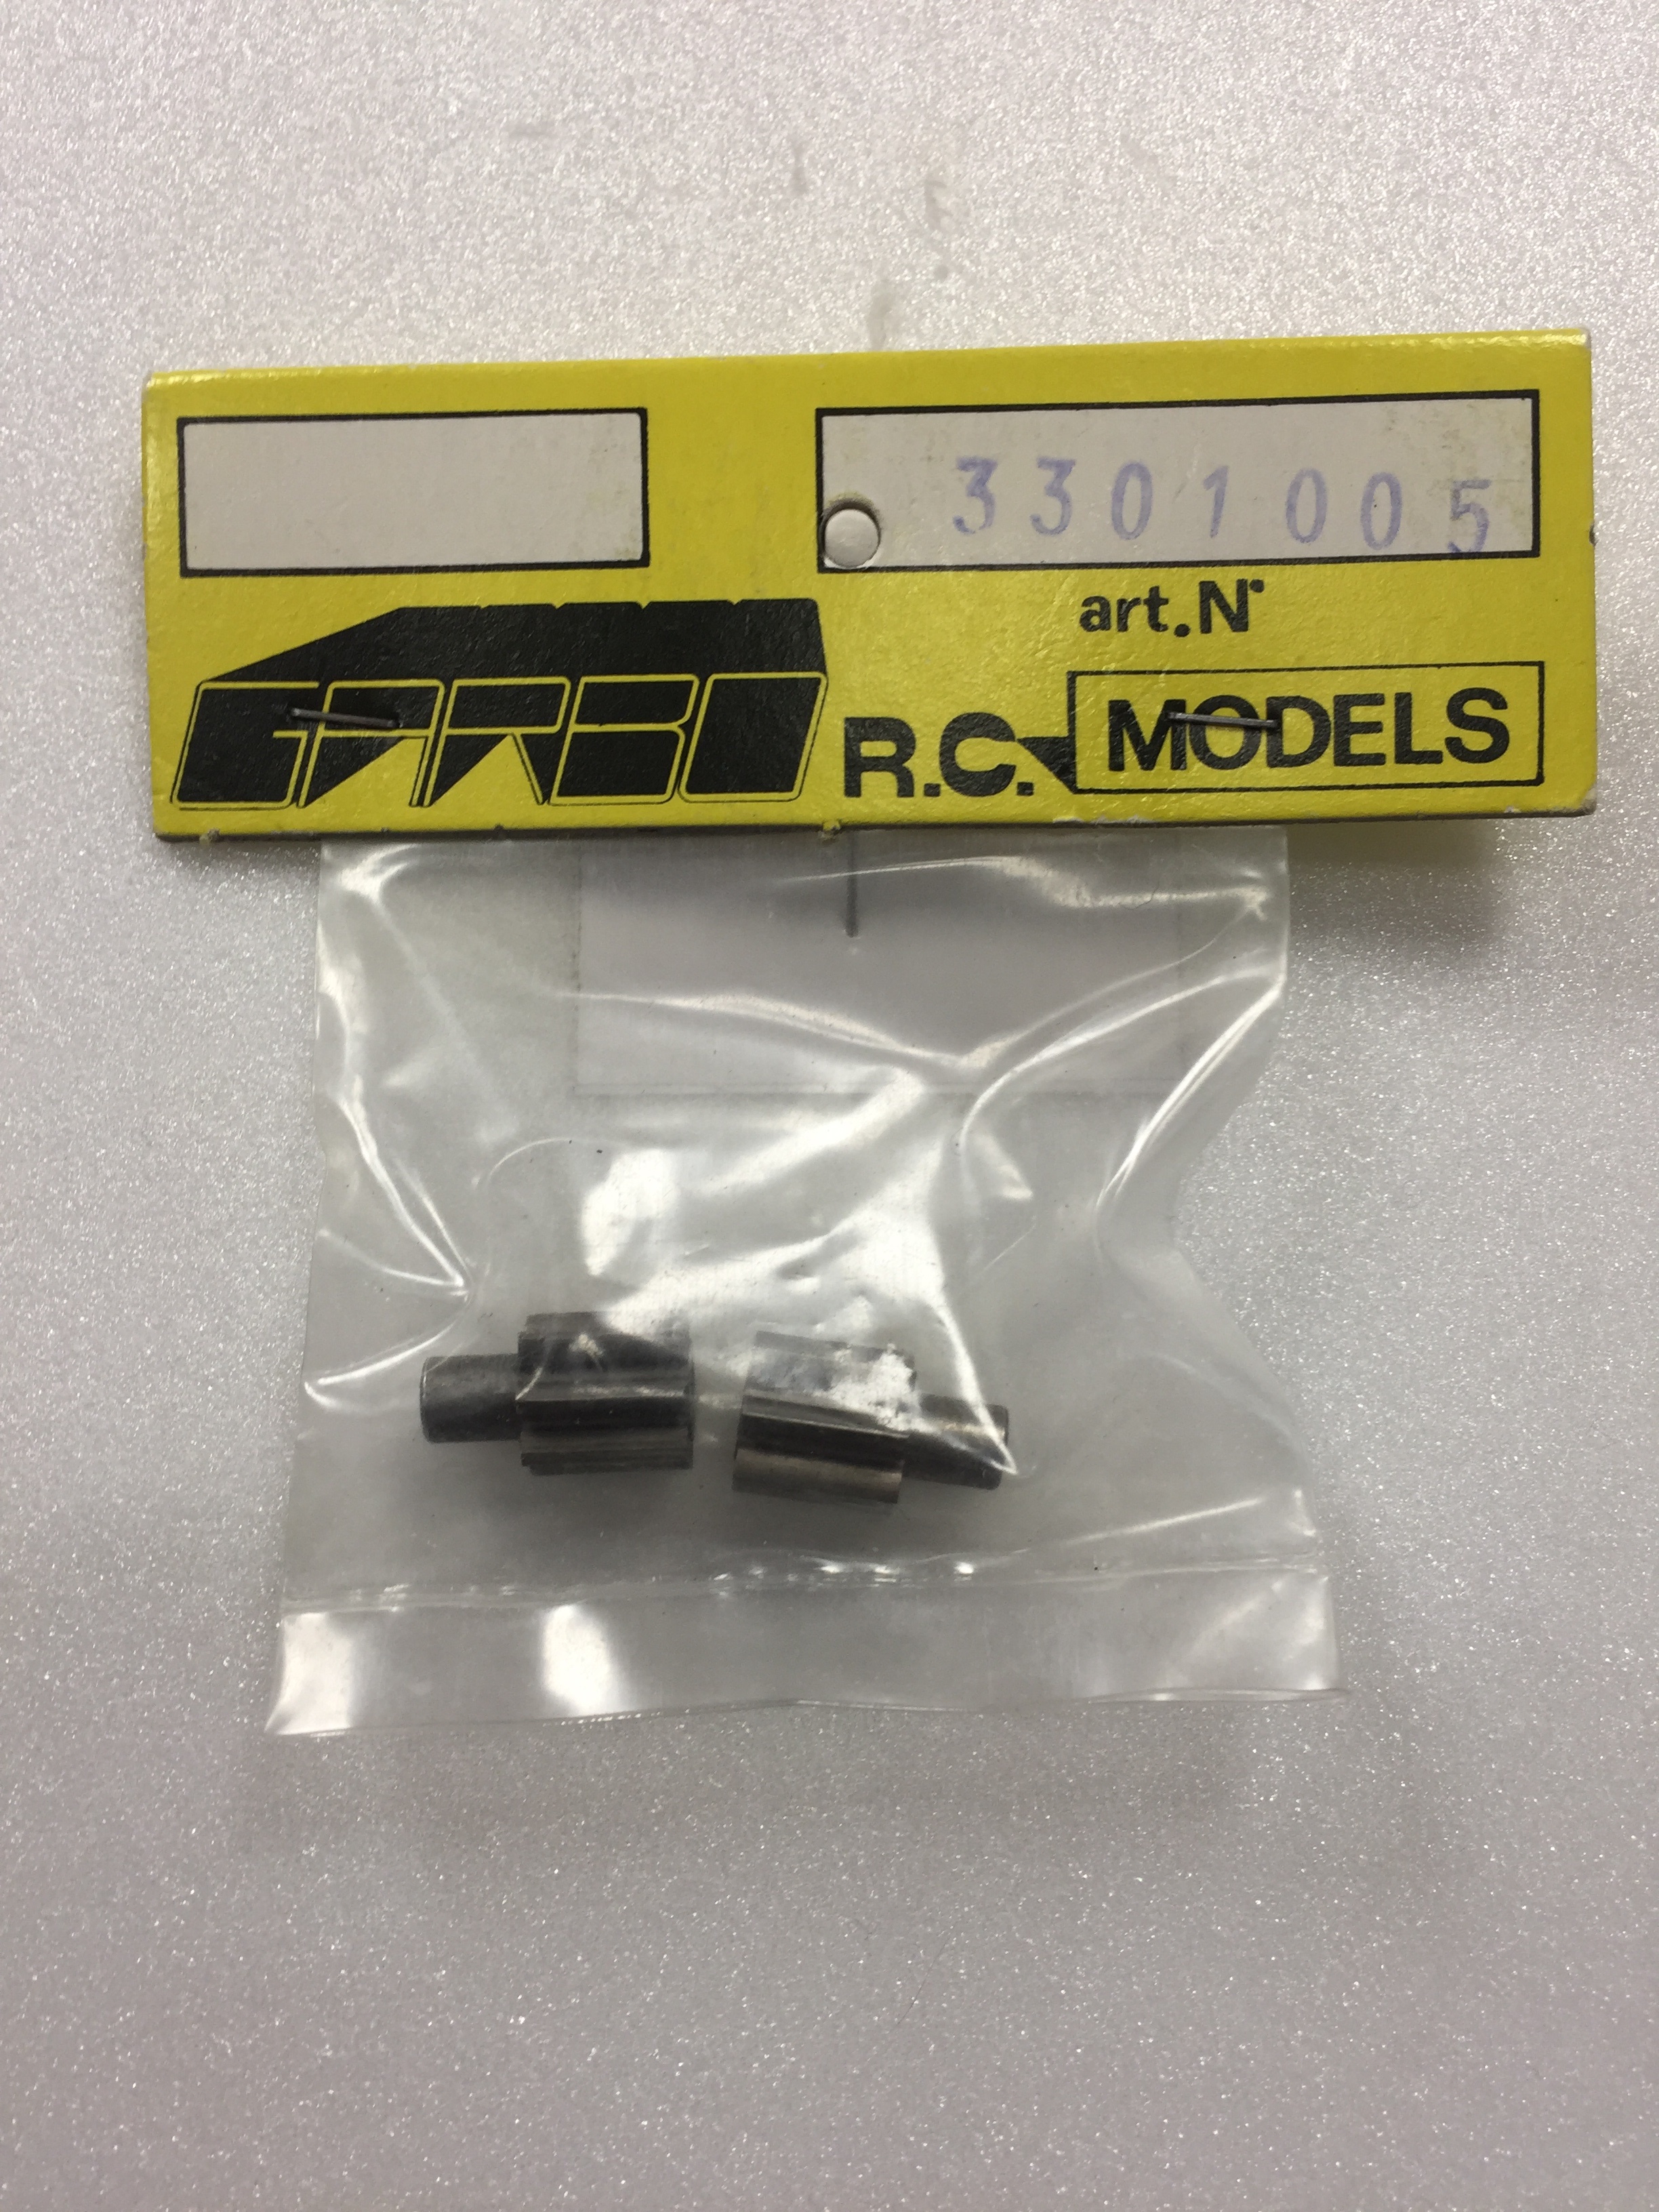 3301005
art.N°
GARBO R.C. MODELS